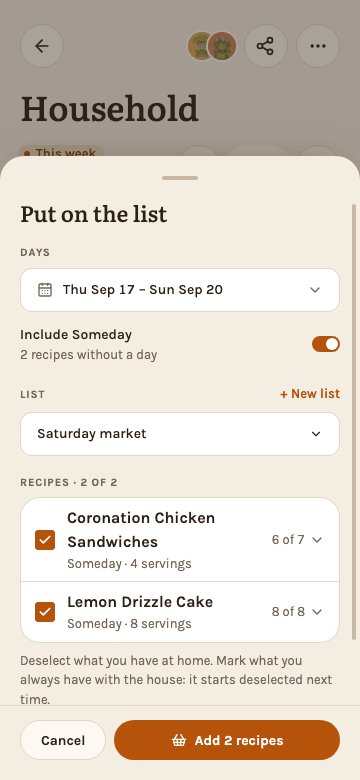 Household
This week
Put on the list
DAYS
Thu Sep 17 – Sun Sep 20
Include Someday
2 recipes without a day
LIST
+ New list
Saturday market
RECIPES · 2 OF 2
Coronation Chicken
Sandwiches
6 of 7
Someday · 4 servings
Lemon Drizzle Cake
8 of 8
Someday · 8 servings
Deselect what you have at home. Mark what you
always have with the house: it starts deselected next
time.
Cancel
Add 2 recipes